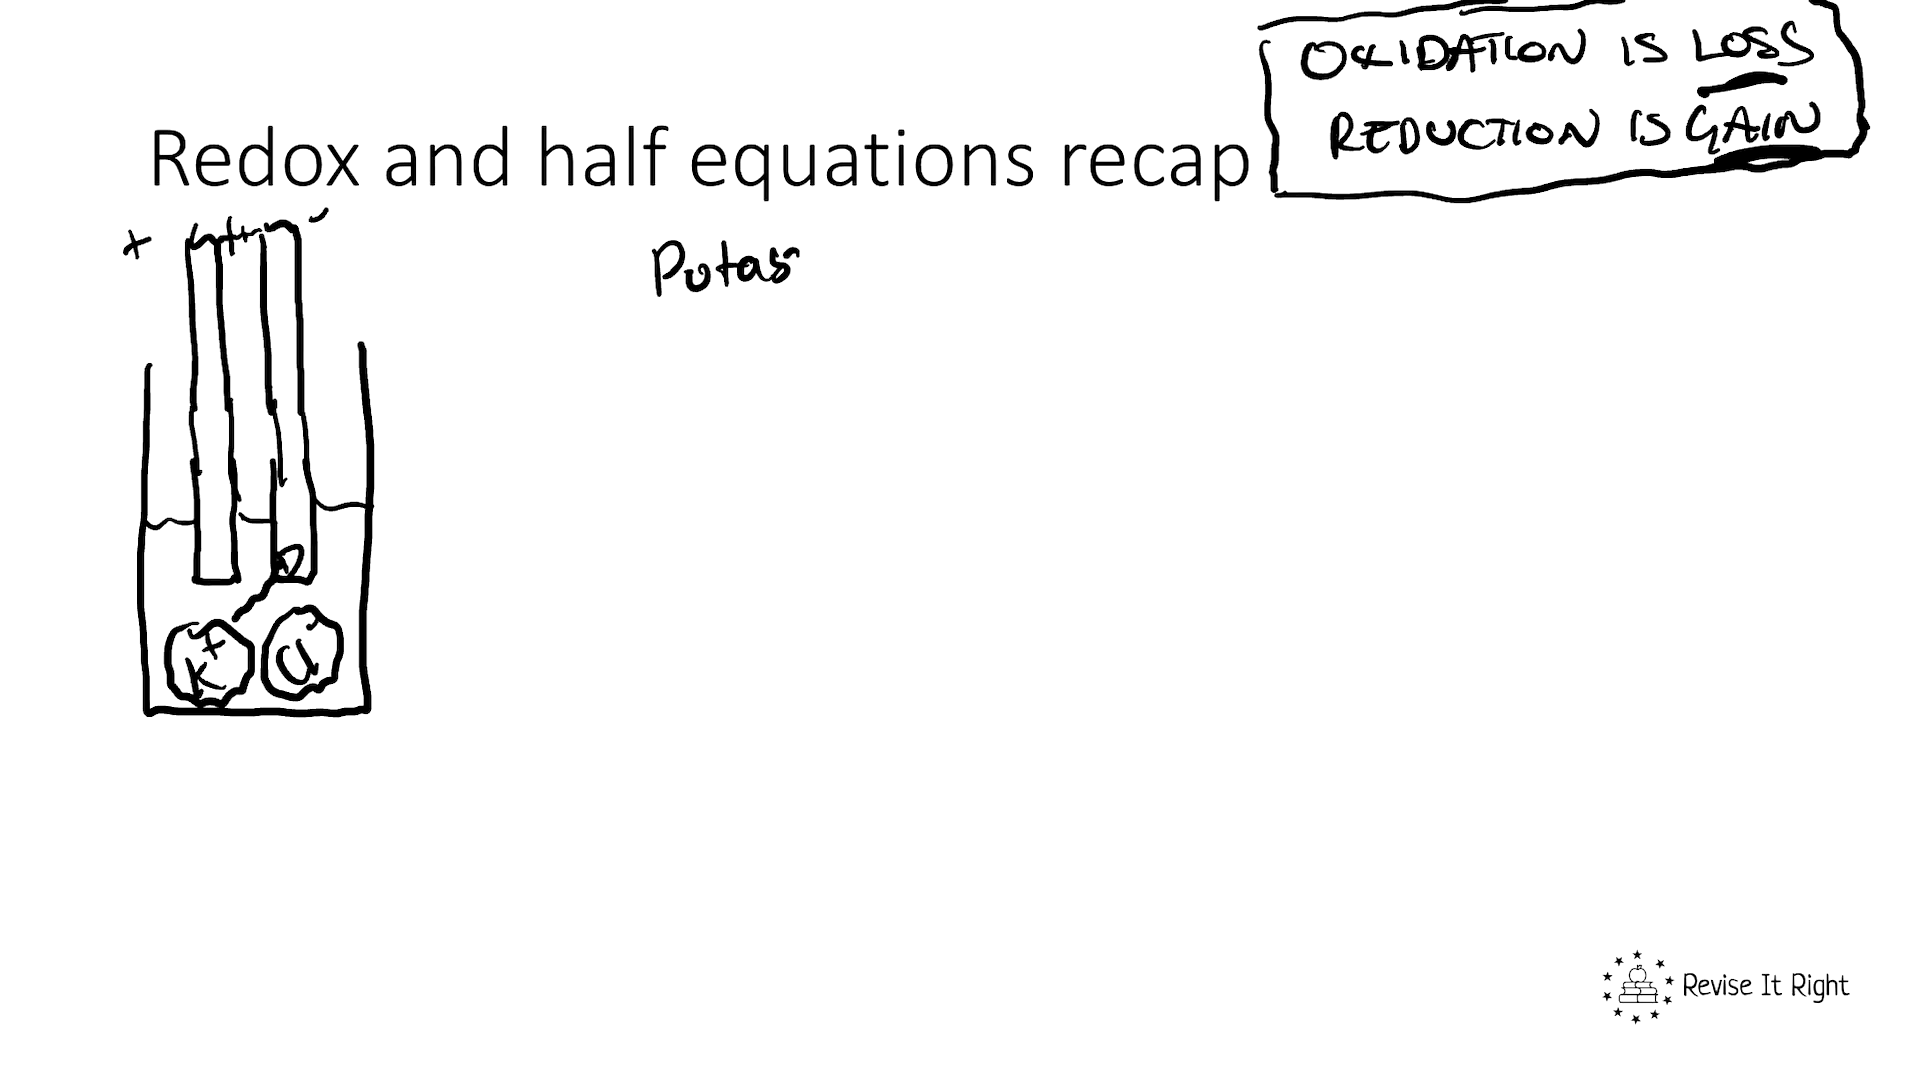 OXIDATION IS LOSS
REDUCTION IS GAIN
Redox and half equations recap
+ -
Potas
K+ Cl-
Revise It Right